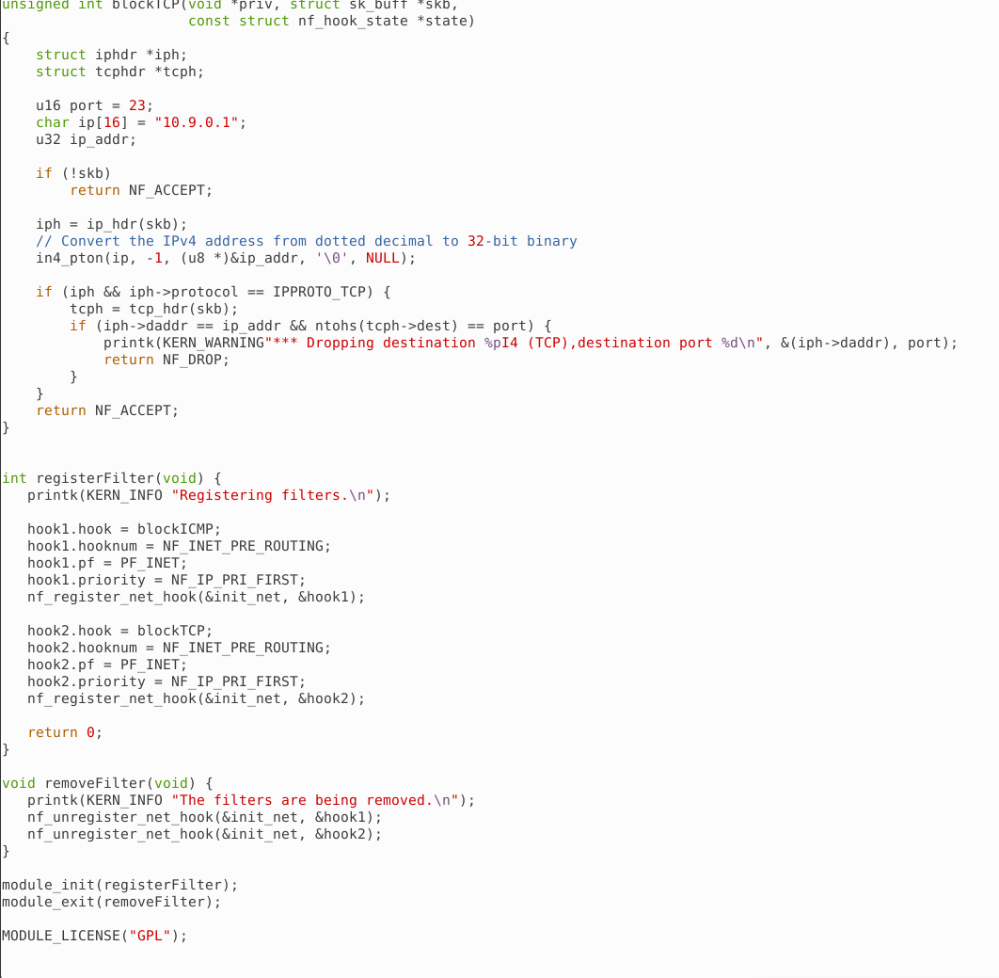 unsigned int blockTCP(void *priv, struct sk_buff *skb,
                      const struct nf_hook_state *state)
{
    struct iphdr *iph;
    struct tcphdr *tcph;

    u16 port = 23;
    char ip[16] = "10.9.0.1";
    u32 ip_addr;

    if (!skb)
        return NF_ACCEPT;

    iph = ip_hdr(skb);
    // Convert the IPv4 address from dotted decimal to 32-bit binary
    in4_pton(ip, -1, (u8 *)&ip_addr, '\0', NULL);

    if (iph && iph->protocol == IPPROTO_TCP) {
        tcph = tcp_hdr(skb);
        if (iph->daddr == ip_addr && ntohs(tcph->dest) == port) {
            printk(KERN_WARNING"*** Dropping destination %pI4 (TCP),destination port %d\n", &(iph->daddr), port);
            return NF_DROP;
        }
    }
    return NF_ACCEPT;
}


int registerFilter(void) {
   printk(KERN_INFO "Registering filters.\n");

   hook1.hook = blockICMP;
   hook1.hooknum = NF_INET_PRE_ROUTING;
   hook1.pf = PF_INET;
   hook1.priority = NF_IP_PRI_FIRST;
   nf_register_net_hook(&init_net, &hook1);

   hook2.hook = blockTCP;
   hook2.hooknum = NF_INET_PRE_ROUTING;
   hook2.pf = PF_INET;
   hook2.priority = NF_IP_PRI_FIRST;
   nf_register_net_hook(&init_net, &hook2);

   return 0;
}

void removeFilter(void) {
   printk(KERN_INFO "The filters are being removed.\n");
   nf_unregister_net_hook(&init_net, &hook1);
   nf_unregister_net_hook(&init_net, &hook2);
}

module_init(registerFilter);
module_exit(removeFilter);

MODULE_LICENSE("GPL");